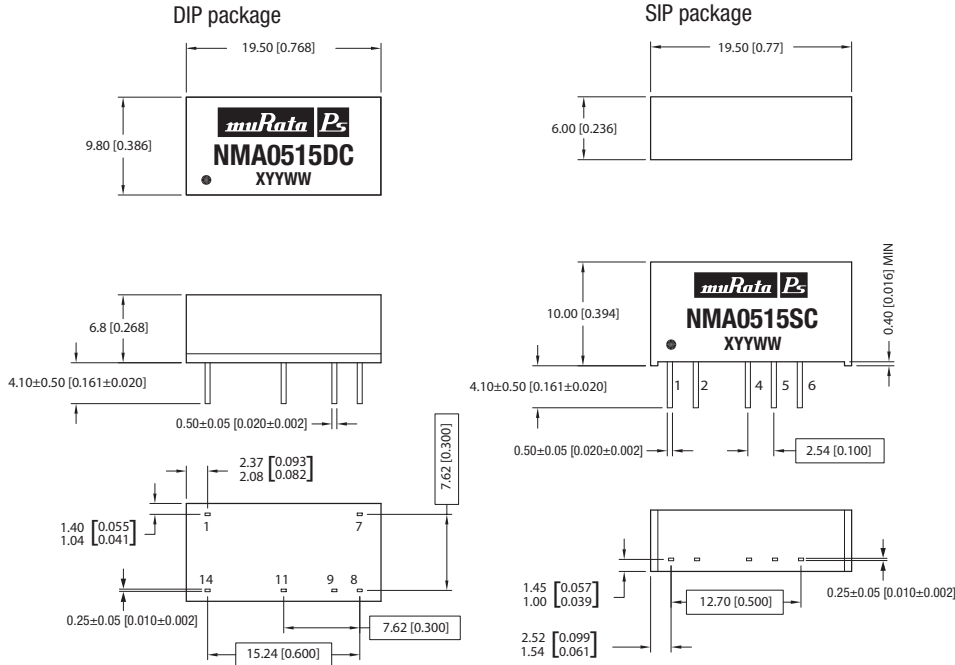 DIP package
SIP package
19.50 [0.768]
19.50 [0.77]
9.80 [0.386]
muRata Ps
NMA0515DC
XYYWW
6.00 [0.236]
6.8 [0.268]
4.10±0.50 [0.161±0.020]
0.50±0.05 [0.020±0.002]
10.00 [0.394]
muRata Ps
NMA0515SC
XYYWW
0.40 [0.016] MIN
4.10±0.50 [0.161±0.020]
1 2 4 5 6
0.50±0.05 [0.020±0.002]
2.54 [0.100]
2.37 [0.093]
2.08 [0.082]
7.62 [0.300]
1.40 [0.055]
1.04 [0.041]
1 7
14 11 9 8
0.25±0.05 [0.010±0.002]
7.62 [0.300]
15.24 [0.600]
1.45 [0.057]
1.00 [0.039]
12.70 [0.500]
0.25±0.05 [0.010±0.002]
2.52 [0.099]
1.54 [0.061]